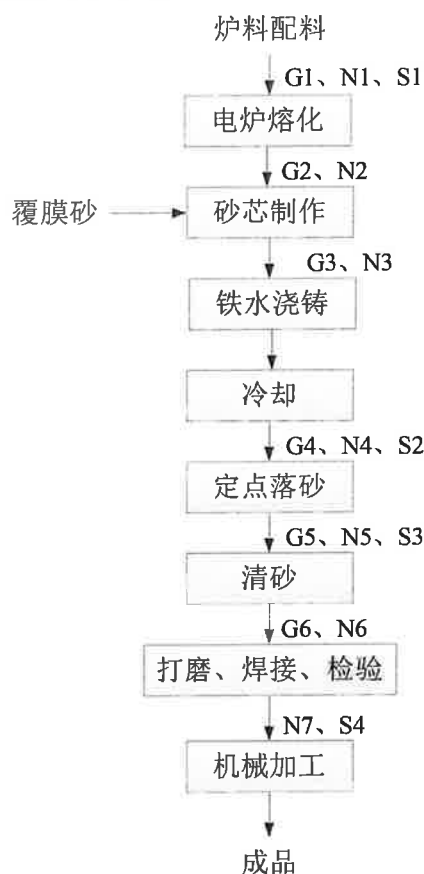 炉料配料
G1、N1、S1
电炉熔化
G2、N2
覆膜砂
砂芯制作
G3、N3
铁水浇铸
冷却
G4、N4、S2
定点落砂
G5、N5、S3
清砂
G6、N6
打磨、焊接、检验
N7、S4
机械加工
成品